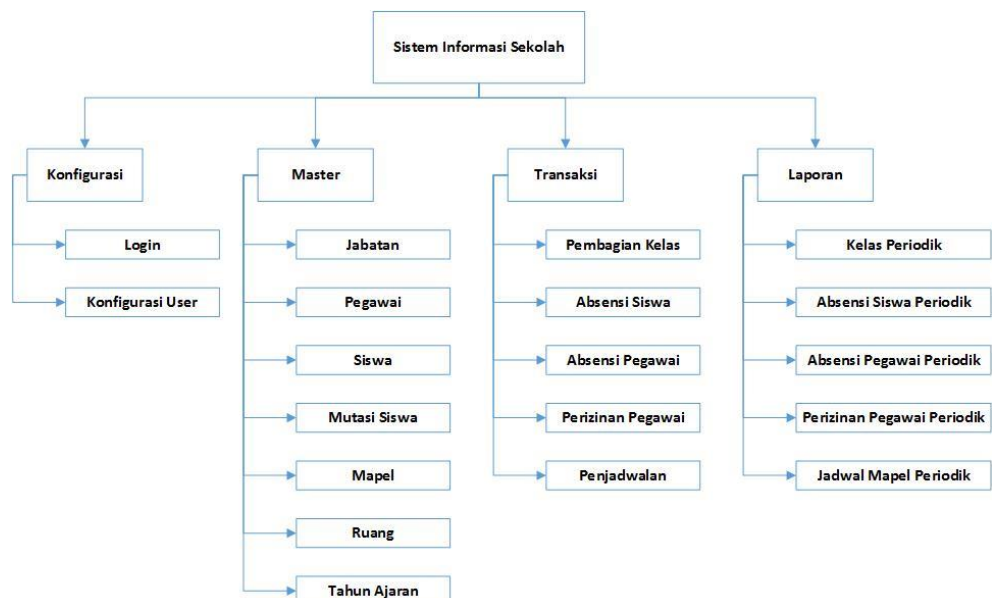 Sistem Informasi Sekolah
Konfigurasi
Master
Transaksi
Laporan
Login
Jabatan
Pembagian Kelas
Kelas Periodik
Konfigurasi User
Pegawai
Absensi Siswa
Absensi Siswa Periodik
Siswa
Absensi Pegawai
Absensi Pegawai Periodik
Mutasi Siswa
Perizinan Pegawai
Perizinan Pegawai Periodik
Mapel
Penjadwalan
Jadwal Mapel Periodik
Ruang
Tahun Ajaran